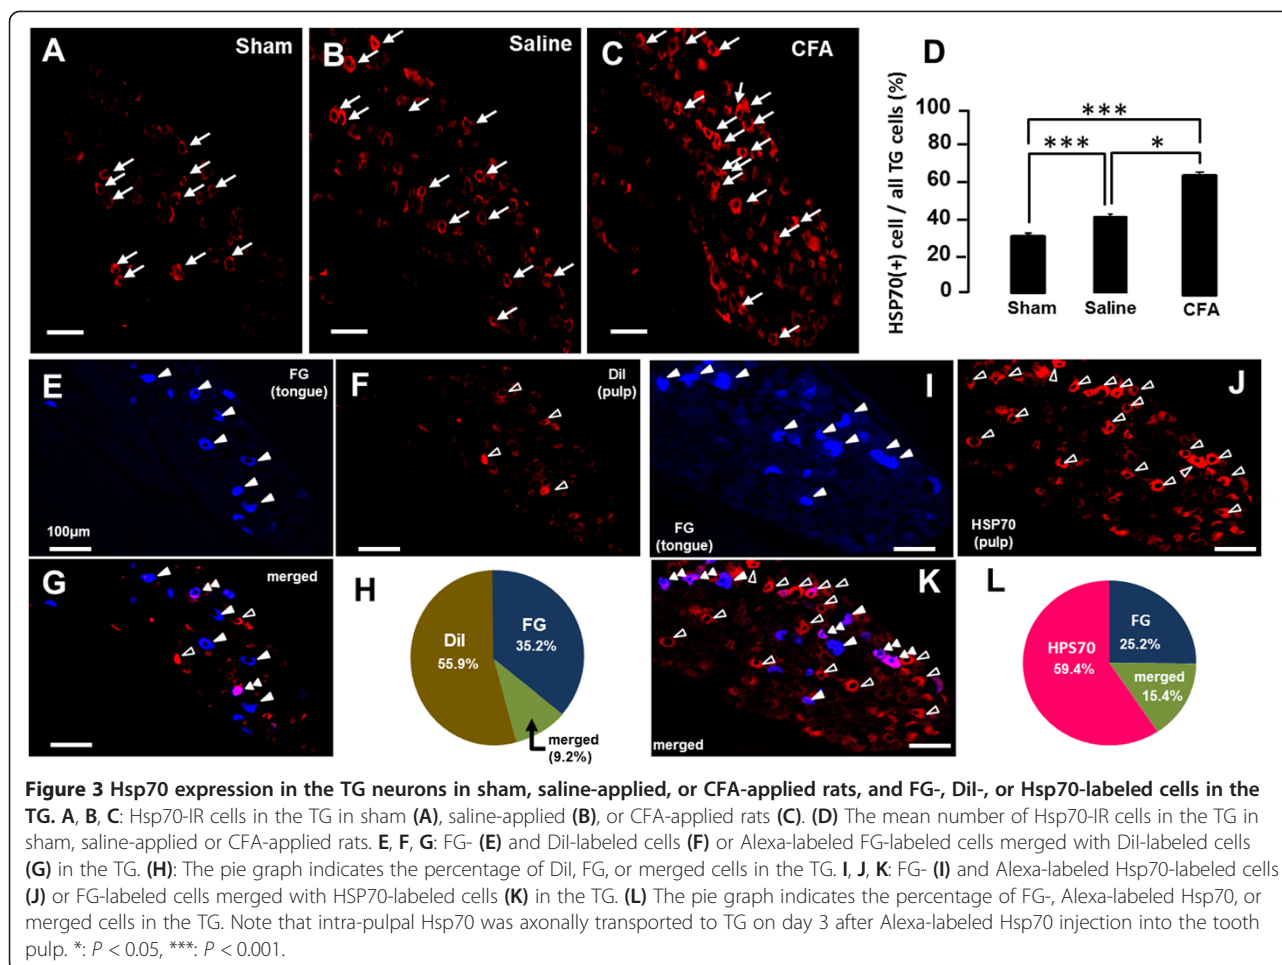 A
Sham
B
Saline
C
CFA
D
HSP70(+) cell / all TG cells (%)
100
80
60
40
20
0
***
***
*
Sham
Saline
CFA
E
FG
(tongue)
100µm
F
DiI
(pulp)
I
FG
(tongue)
J
HSP70
(pulp)
G
merged
H
DiI
55.9%
FG
35.2%
merged
(9.2%)
K
merged
L
HPS70
59.4%
FG
25.2%
merged
15.4%
Figure 3 Hsp70 expression in the TG neurons in sham, saline-applied, or CFA-applied rats, and FG-, DiI-, or Hsp70-labeled cells in the
TG. A, B, C: Hsp70-IR cells in the TG in sham (A), saline-applied (B), or CFA-applied rats (C). (D) The mean number of Hsp70-IR cells in the TG in
sham, saline-applied or CFA-applied rats. E, F, G: FG- (E) and DiI-labeled cells (F) or Alexa-labeled FG-labeled cells merged with DiI-labeled cells
(G) in the TG. (H): The pie graph indicates the percentage of DiI, FG, or merged cells in the TG. I, J, K: FG- (I) and Alexa-labeled Hsp70-labeled cells
(J) or FG-labeled cells merged with HSP70-labeled cells (K) in the TG. (L) The pie graph indicates the percentage of FG-, Alexa-labeled Hsp70, or
merged cells in the TG. Note that intra-pulpal Hsp70 was axonally transported to TG on day 3 after Alexa-labeled Hsp70 injection into the tooth
pulp. *: P < 0.05, ***: P < 0.001.